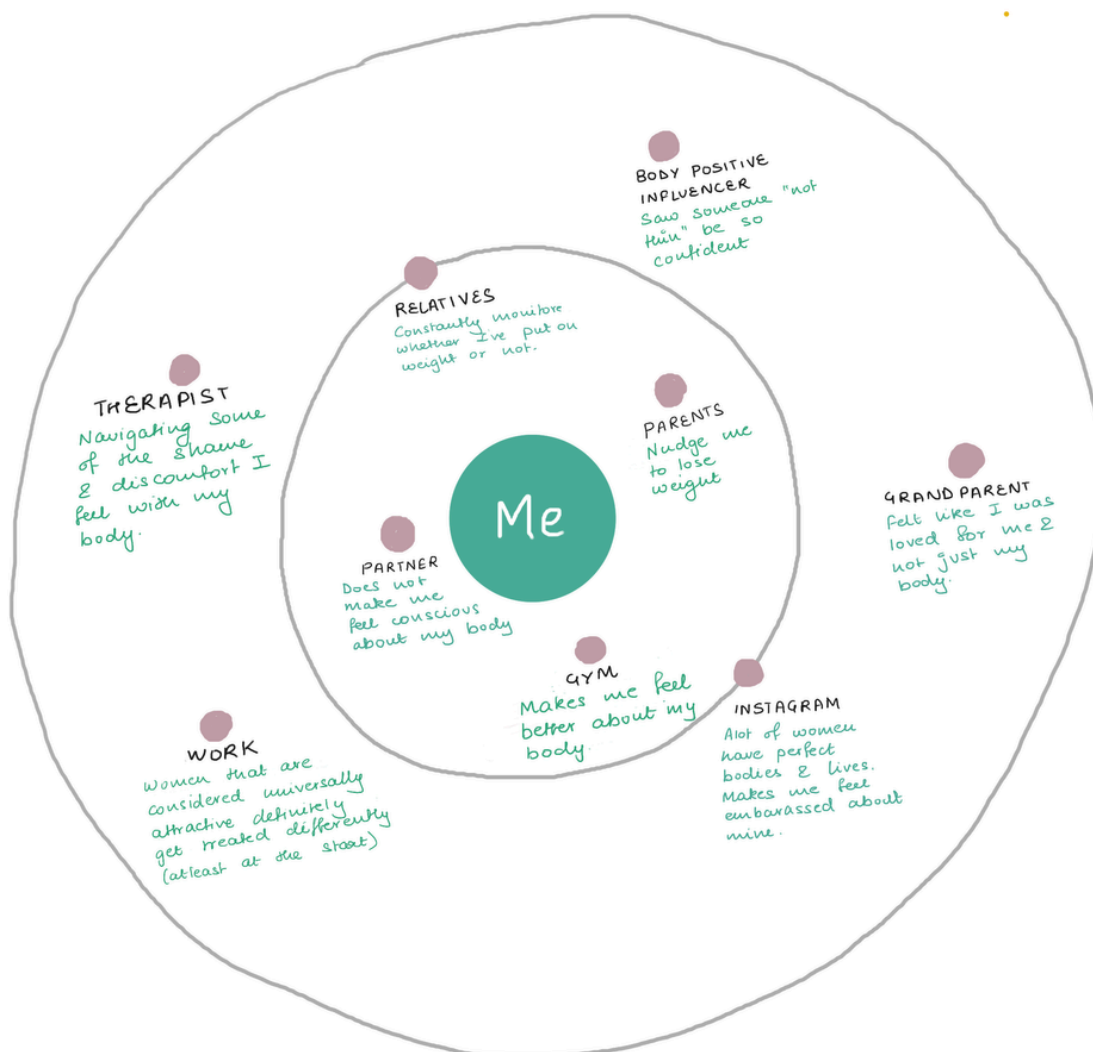 BODY POSITIVE
INFLUENCER
Saw someone "not
thin" be so
confident
RELATIVES
Constantly monitore
whether I've put on
weight or not.
THERAPIST
Navigating some
of the shame
& discomfort I
feel with my
body.
PARENTS
Nudge me
to lose
weight
GRAND PARENT
Felt like I was
loved for me &
not just my
body.
Me
PARTNER
Does not
make me
feel conscious
about my body
GYM
Makes me feel
better about my
body.
INSTAGRAM
Alot of women
have perfect
bodies & lives.
Makes me feel
embarassed about
mine.
WORK
Women that are
considered universally
attractive definitely
get treated differently
(atleast at the start)